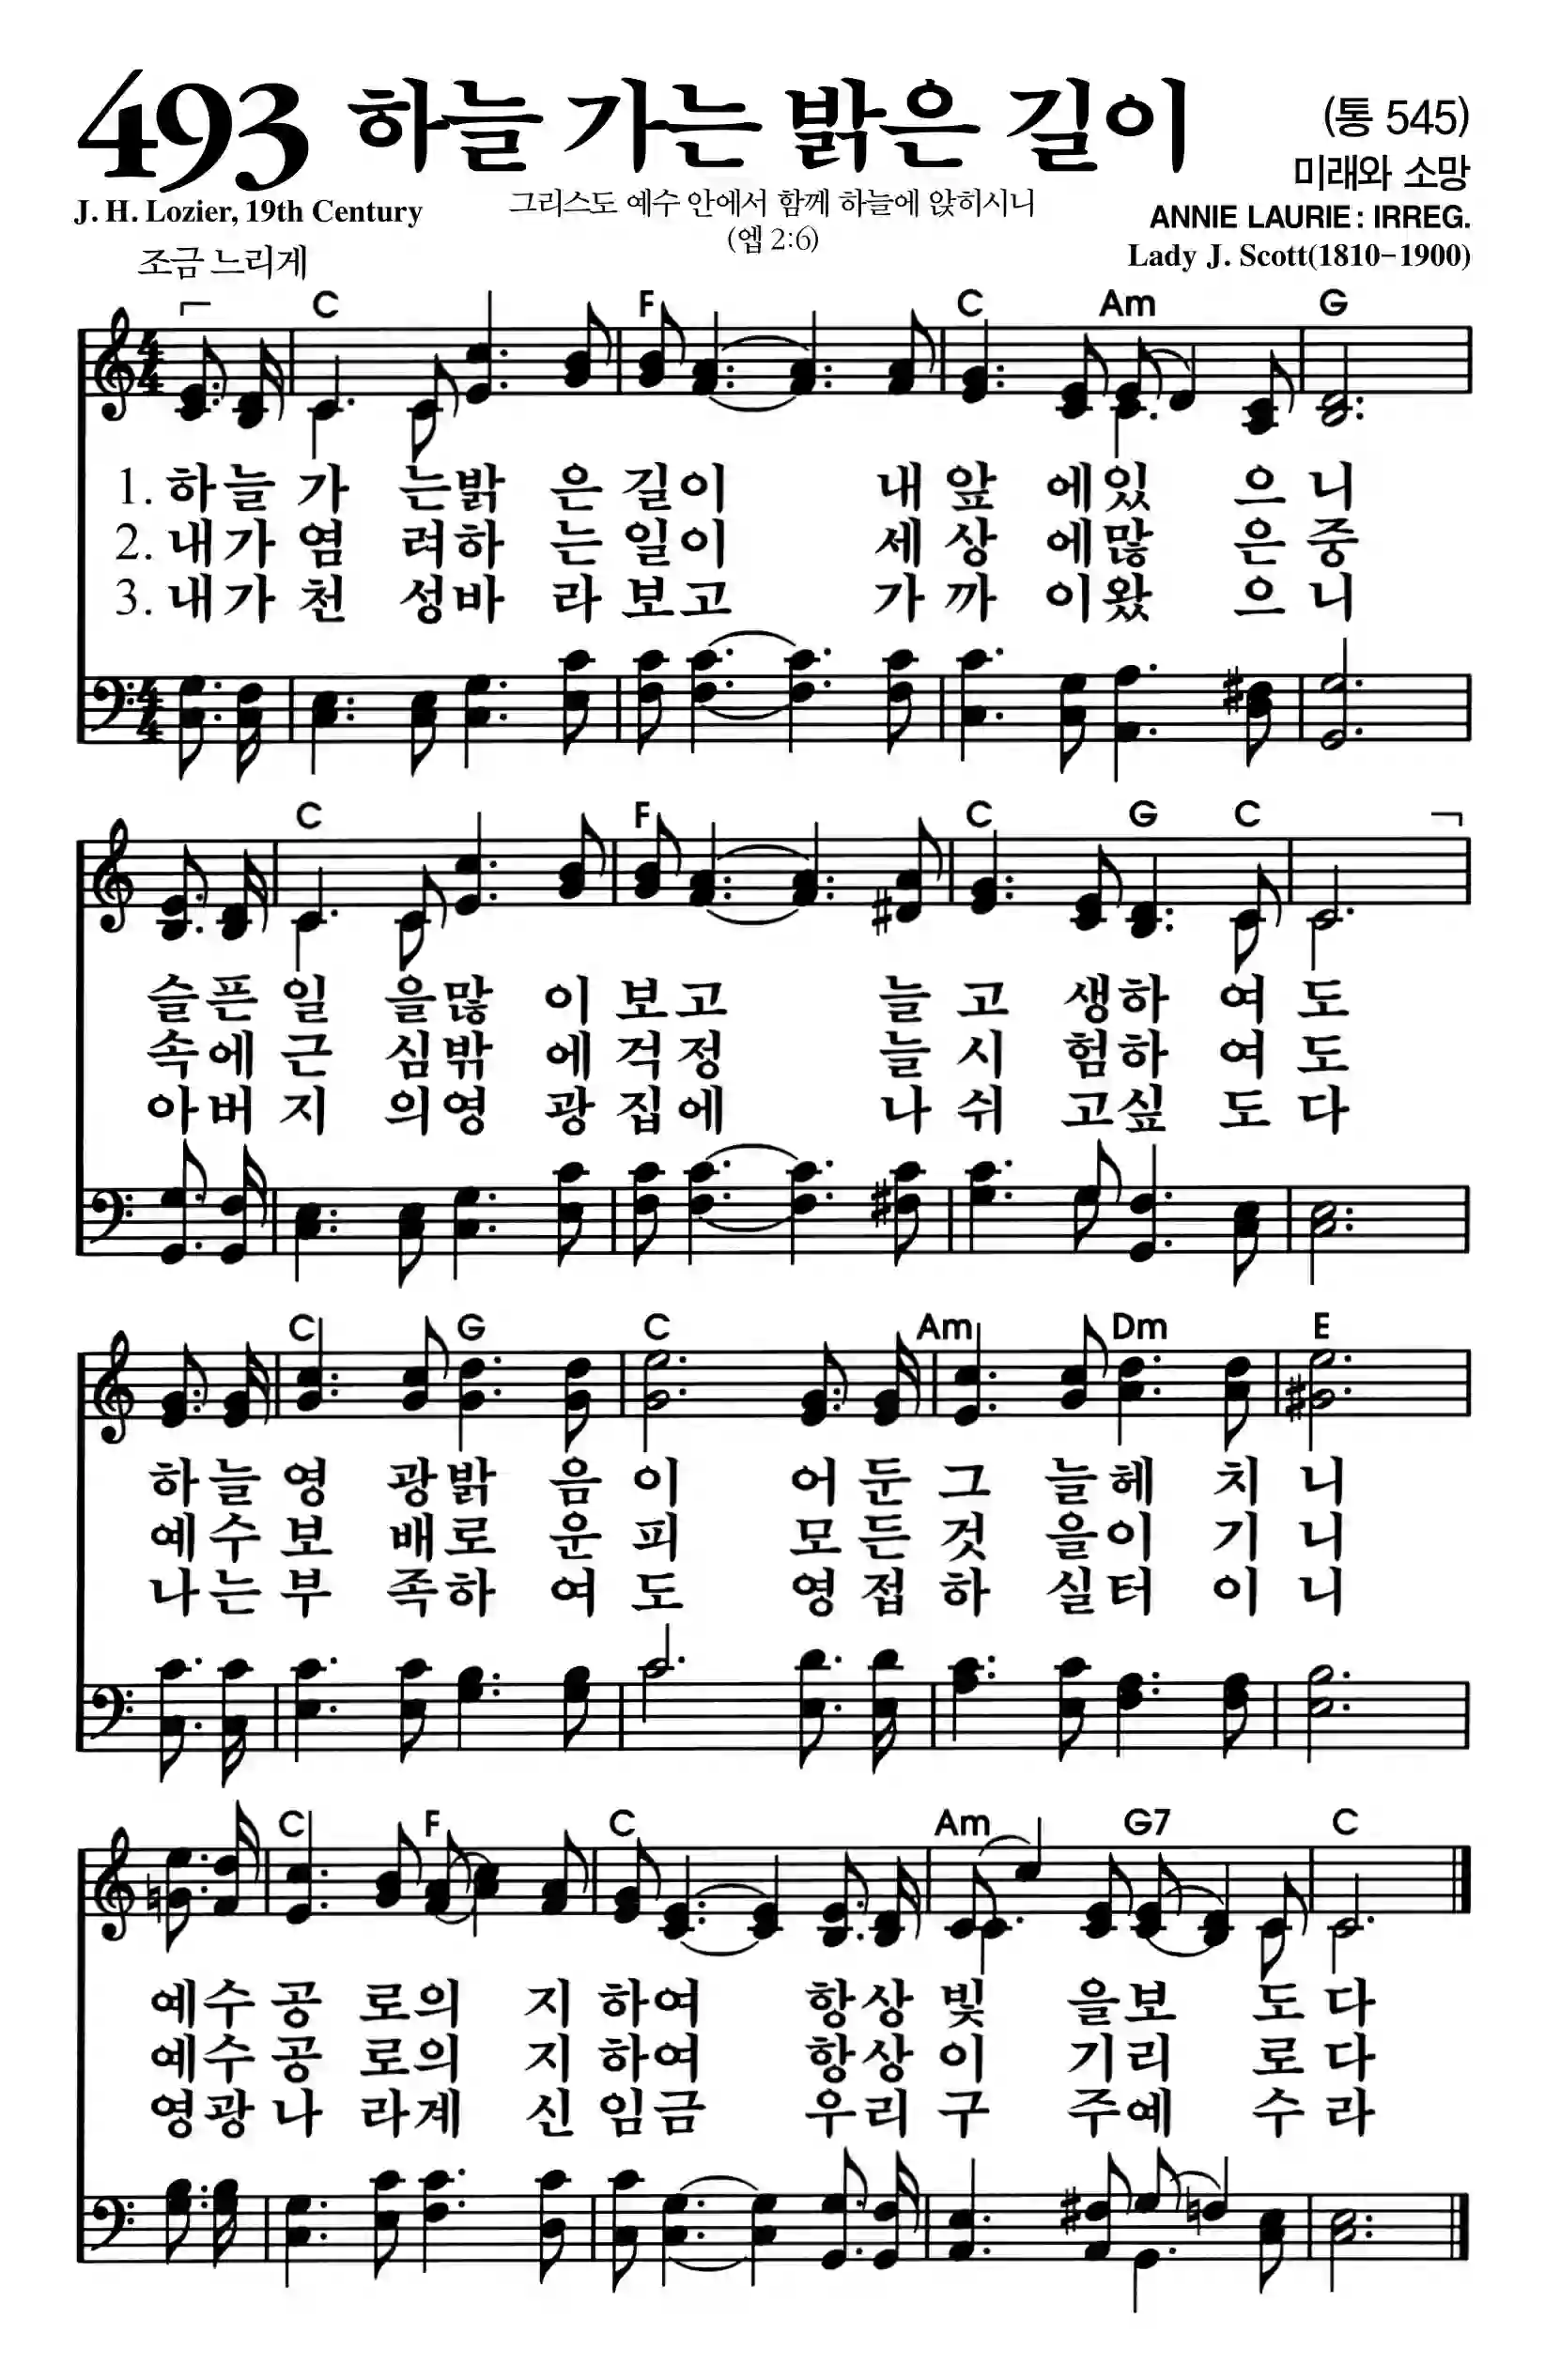 493 하늘 가는 밝은 길이 (통 545)
미래와 소망
J. H. Lozier, 19th Century
그리스도 예수 안에서 함께 하늘에 앉히시니
(엡 2:6)
ANNIE LAURIE : IRREG.
Lady J. Scott(1810-1900)
조금 느리게
C F C Am G
1. 하늘 가 는밝 은 길이 내 앞 에있 으 니
2. 내가 염 려하 는 일이 세 상 에많 은 중
3. 내가 천 성바 라 보고 가 까 이왔 으 니
C F C G C
슬픈 일 을많 이 보고 늘 고 생하 여 도
속에 근 심밖 에 걱정 늘 시 험하 여 도
아버 지 의영 광 집에 나 쉬 고싶 도 다
C G C Am Dm E
하늘 영 광밝 음 이 어 둔 그 늘헤 치 니
예수 보 배로 운 피 모 든 것 을이 기 니
나는 부 족하 여 도 영 접 하 실터 이 니
C F C Am G7 C
예수 공 로의 지 하여 항상 빛 을보 도 다
예수 공 로의 지 하여 항상 이 기리 로 다
영광 나 라계 신 임금 우리 구 주예 수 라